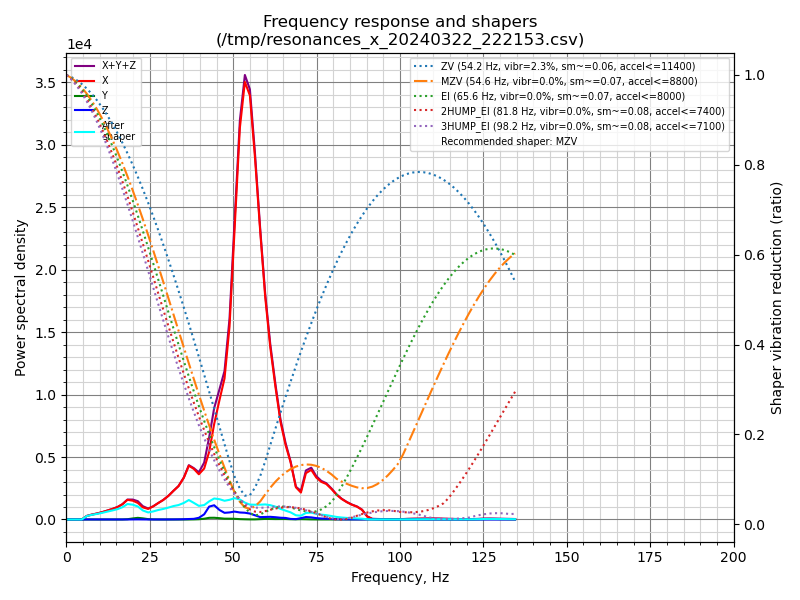 Frequency response and shapers
(/tmp/resonances_x_20240322_222153.csv)
1e4
X+Y+Z
X
Y
Z
After
shaper
ZV (54.2 Hz, vibr=2.3%, sm~=0.06, accel<=11400)
MZV (54.6 Hz, vibr=0.0%, sm~=0.07, accel<=8800)
EI (65.6 Hz, vibr=0.0%, sm~=0.07, accel<=8000)
2HUMP_EI (81.8 Hz, vibr=0.0%, sm~=0.08, accel<=7400)
3HUMP_EI (98.2 Hz, vibr=0.0%, sm~=0.08, accel<=7100)
Recommended shaper: MZV
Power spectral density
3.5
3.0
2.5
2.0
1.5
1.0
0.5
0.0
1.0
0.8
0.6
0.4
0.2
0.0
Shaper vibration reduction (ratio)
0 25 50 75 100 125 150 175 200
Frequency, Hz